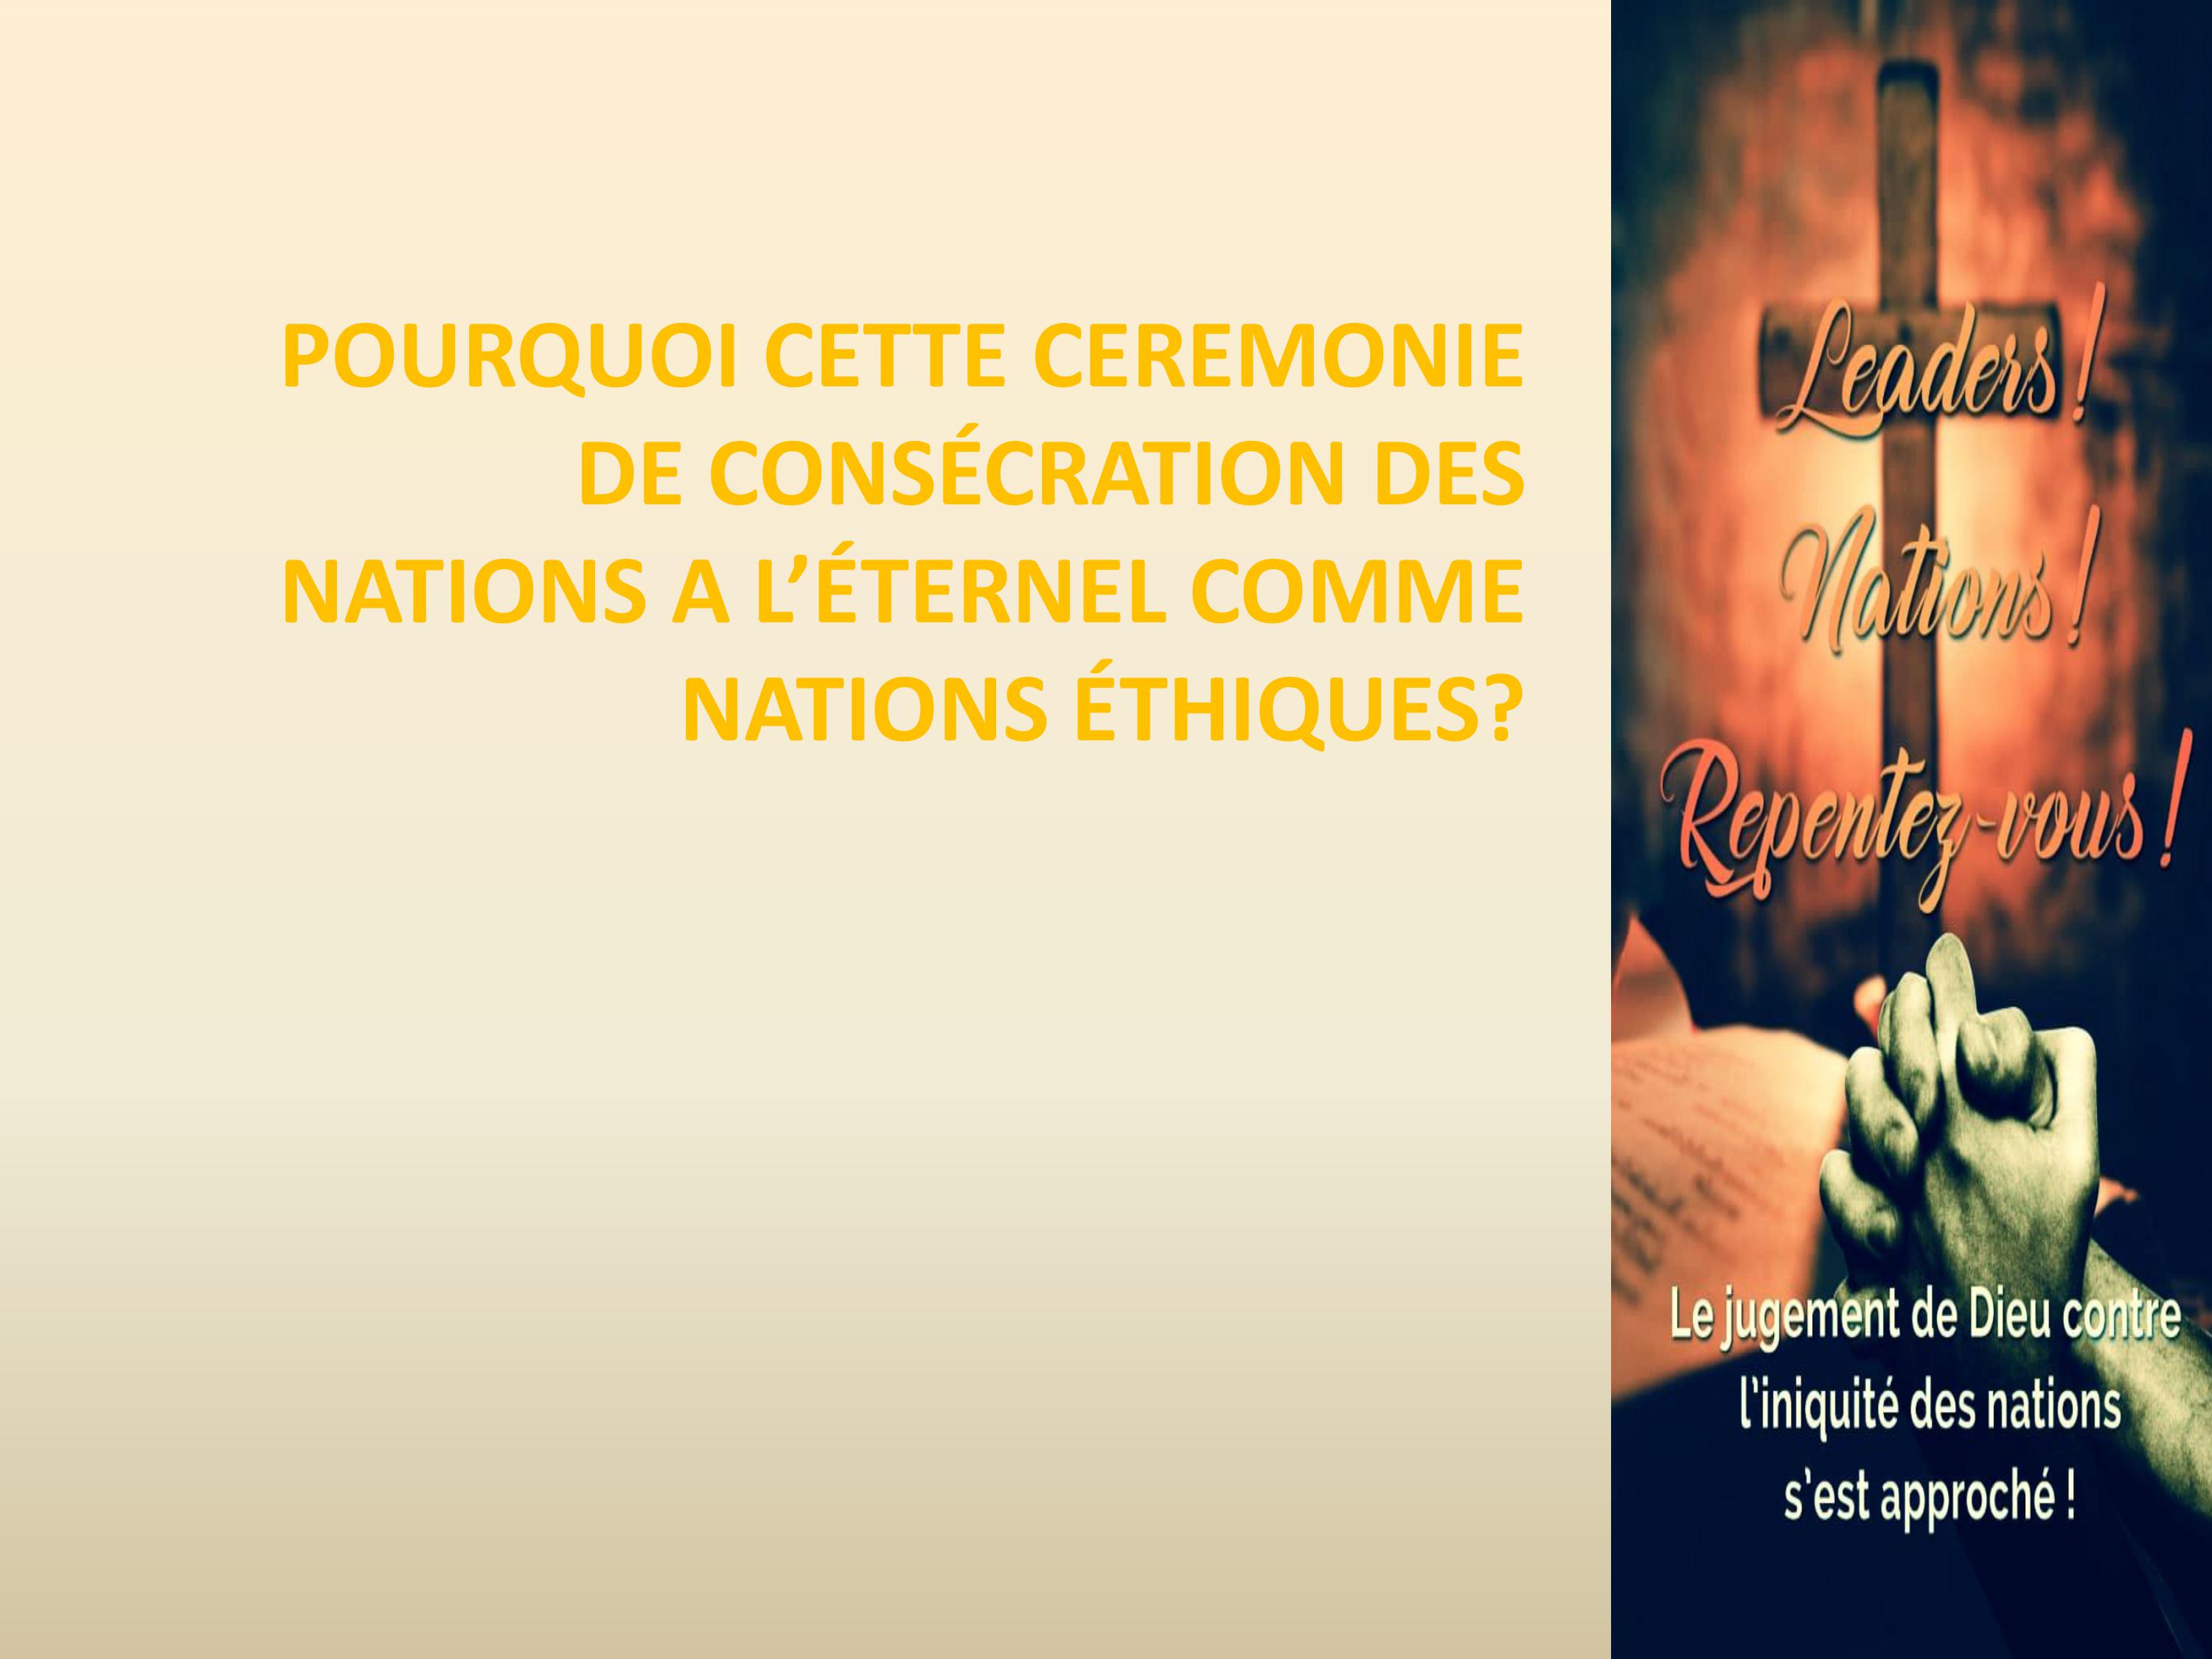 POURQUOI CETTE CEREMONIE
DE CONSÉCRATION DES
NATIONS A L’ÉTERNEL COMME
NATIONS ÉTHIQUES?
Leaders !
Nations !
Repentez-vous !
Le jugement de Dieu contre
l'iniquité des nations
s'est approché !